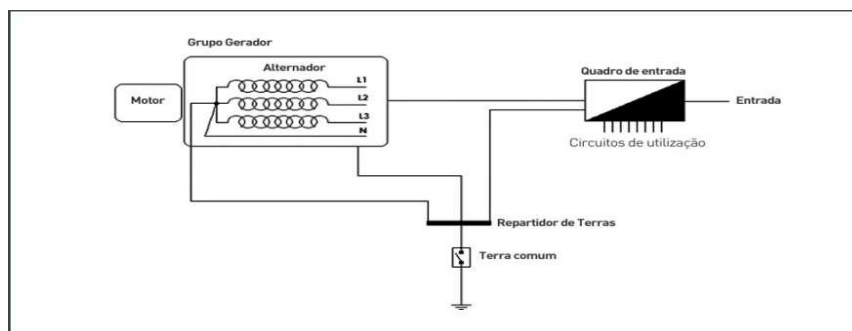 Grupo Gerador
Alternador
Motor
L1
L2
L3
N
Quadro de entrada
Entrada
Circuitos de utilização
Repartidor de Terras
Terra comum